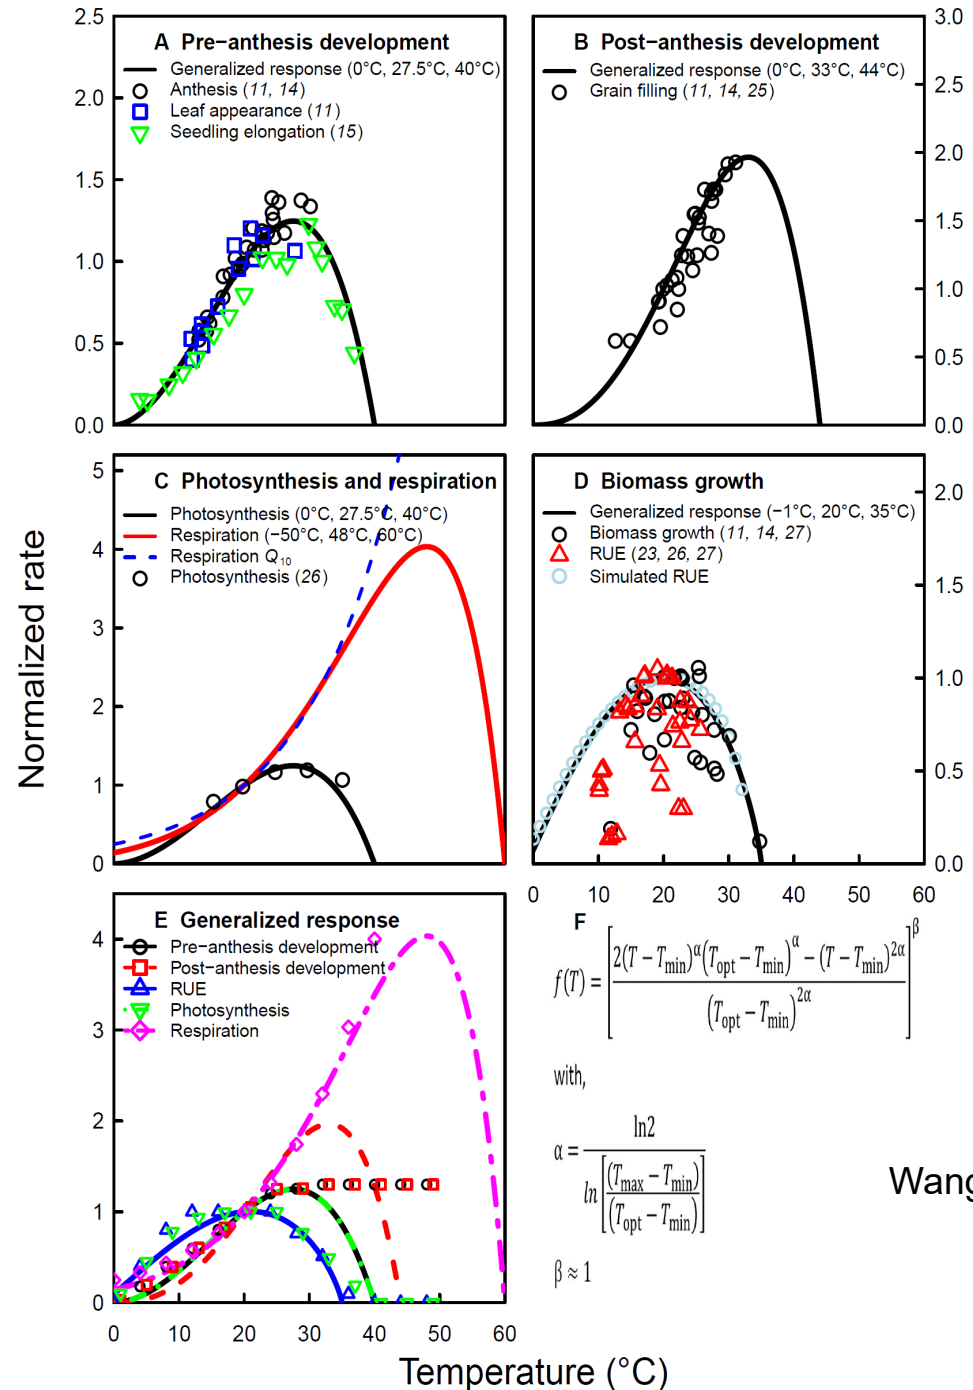 Normalized rate
2.5
2.0
1.5
1.0
0.5
0.0
A Pre−anthesis development
Generalized response (0°C, 27.5°C, 40°C)
Anthesis (11, 14)
Leaf appearance (11)
Seedling elongation (15)
B Post−anthesis development
Generalized response (0°C, 33°C, 44°C)
Grain filling (11, 14, 25)
3.0
2.5
2.0
1.5
1.0
0.5
0.0
5
4
3
2
1
0
C Photosynthesis and respiration
Photosynthesis (0°C, 27.5°C, 40°C)
Respiration (−50°C, 48°C, 60°C)
Respiration Q10
Photosynthesis (26)
D Biomass growth
Generalized response (−1°C, 20°C, 35°C)
Biomass growth (11, 14, 27)
RUE (23, 26, 27)
Simulated RUE
2.0
1.5
1.0
0.5
0.0
0 10 20 30 40 50 60
4
3
2
1
0
E Generalized response
Pre−anthesis development
Post−anthesis development
RUE
Photosynthesis
Respiration
0 10 20 30 40 50 60
F
f(T) = [(2(T − Tmin)^α(Topt − Tmin)^α − (T − Tmin)^2α) / (Topt − Tmin)^2α]^β
with,
α = ln2 / ln[(Tmax − Tmin) / (Topt − Tmin)]
β ≈ 1
Wang
Temperature (°C)